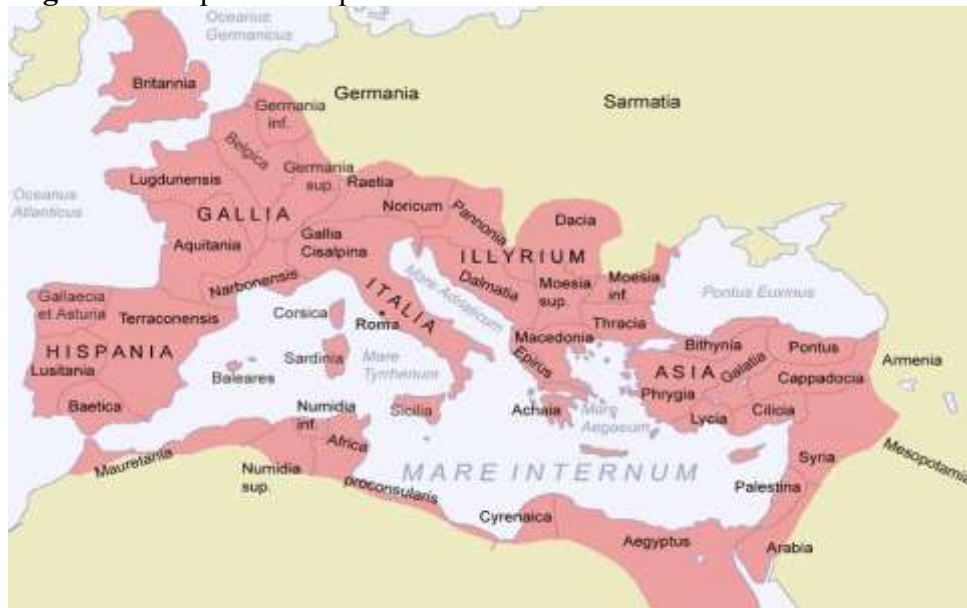 Oceanus
Germanicus
Britannia
Germania
Sarmatia
Germania
inf.
Belgica
Germania
sup.
Lugdunensis
Raetia
Oceanus
Atlanticus
GALLIA
Noricum
Pannonia
Dacia
Gallia
Cisalpina
Aquitania
ILLYRIUM
Narbonensis
Dalmatia
Moesia
sup.
Moesia
inf.
Pontus Euxinus
Gallaecia
et Asturia
Terraconensis
Corsica
ITALIA
Mare Adriaticum
Roma
Thracia
Macedonia
Bithynia
Pontus
HISPANIA
Lusitania
Sardinia
Mare
Tyrrhenum
Epirus
ASIA
Galatia
Armenia
Baleares
Phrygia
Cappadocia
Baetica
Numidia
inf.
Sicilia
Achaia
Mare
Aegaeum
Lycia
Cilicia
Africa
Mauretania
Numidia
sup.
proconsularis
MARE INTERNUM
Syria
Mesopotamia
Palestina
Cyrenaica
Aegyptus
Arabia